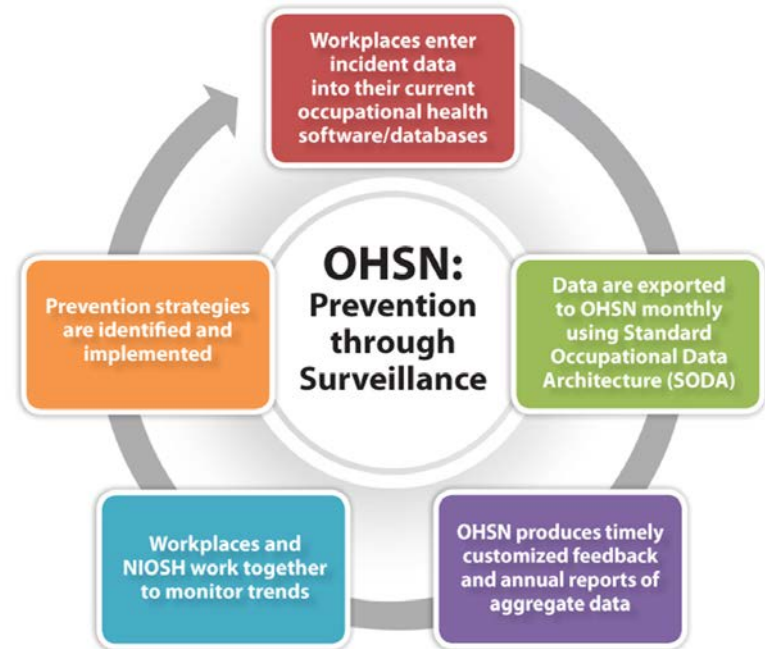 Workplaces enter
incident data
into their current
occupational health
software/databases
OHSN:
Prevention
through
Surveillance
Data are exported
to OHSN monthly
using Standard
Occupational Data
Architecture (SODA)
OHSN produces timely
customized feedback
and annual reports of
aggregate data
Workplaces and
NIOSH work together
to monitor trends
Prevention strategies
are identified and
implemented